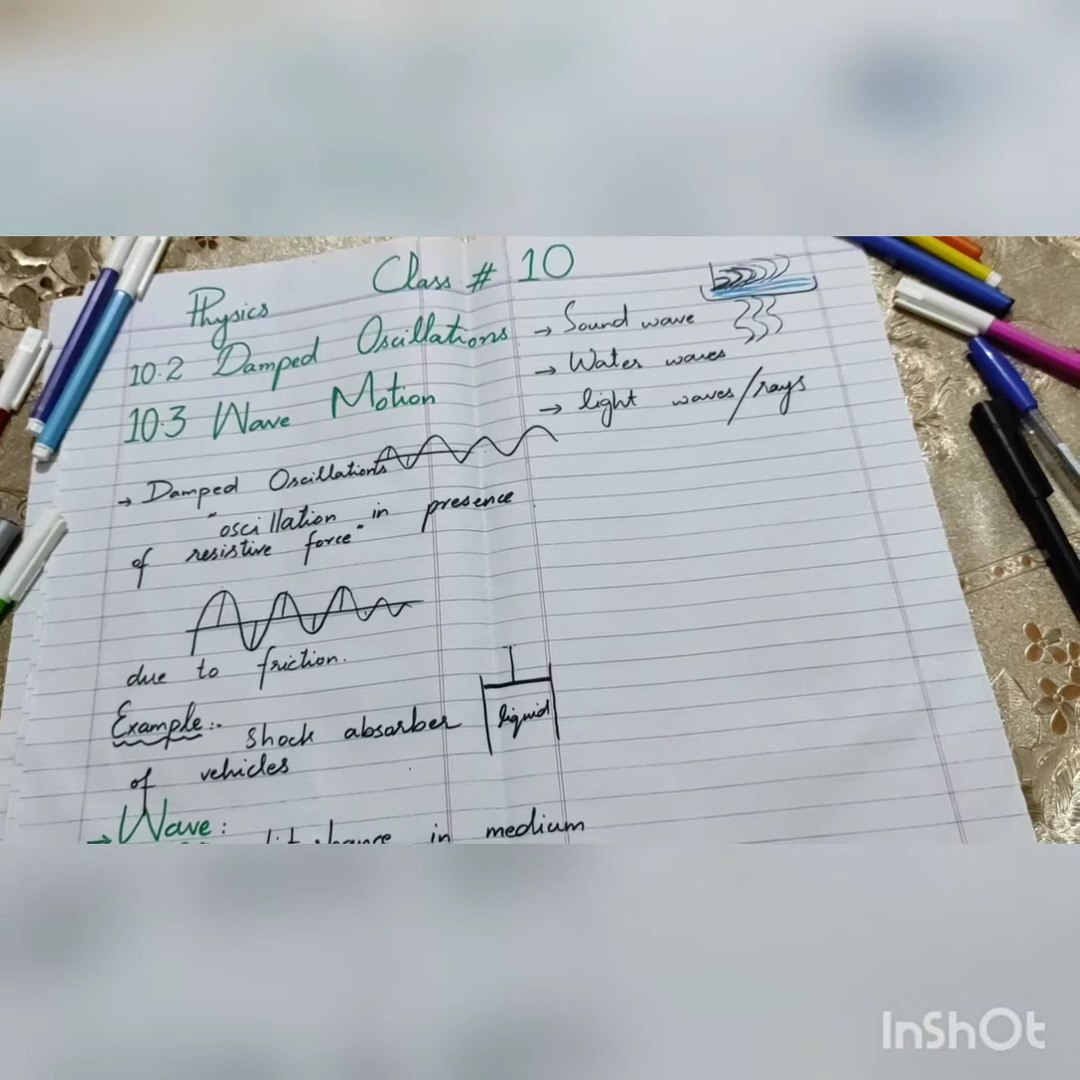 Class # 10
Physics
10.2 Damped Oscillations
10.3 Wave Motion
→ Sound wave
→ Water waves
→ light waves/rays
→ Damped Oscillations
"oscillation in presence
of resistive force"
due to friction.
Example:-
shock absorber
of vehicles
liquid
→ Wave:
in medium
InShOt